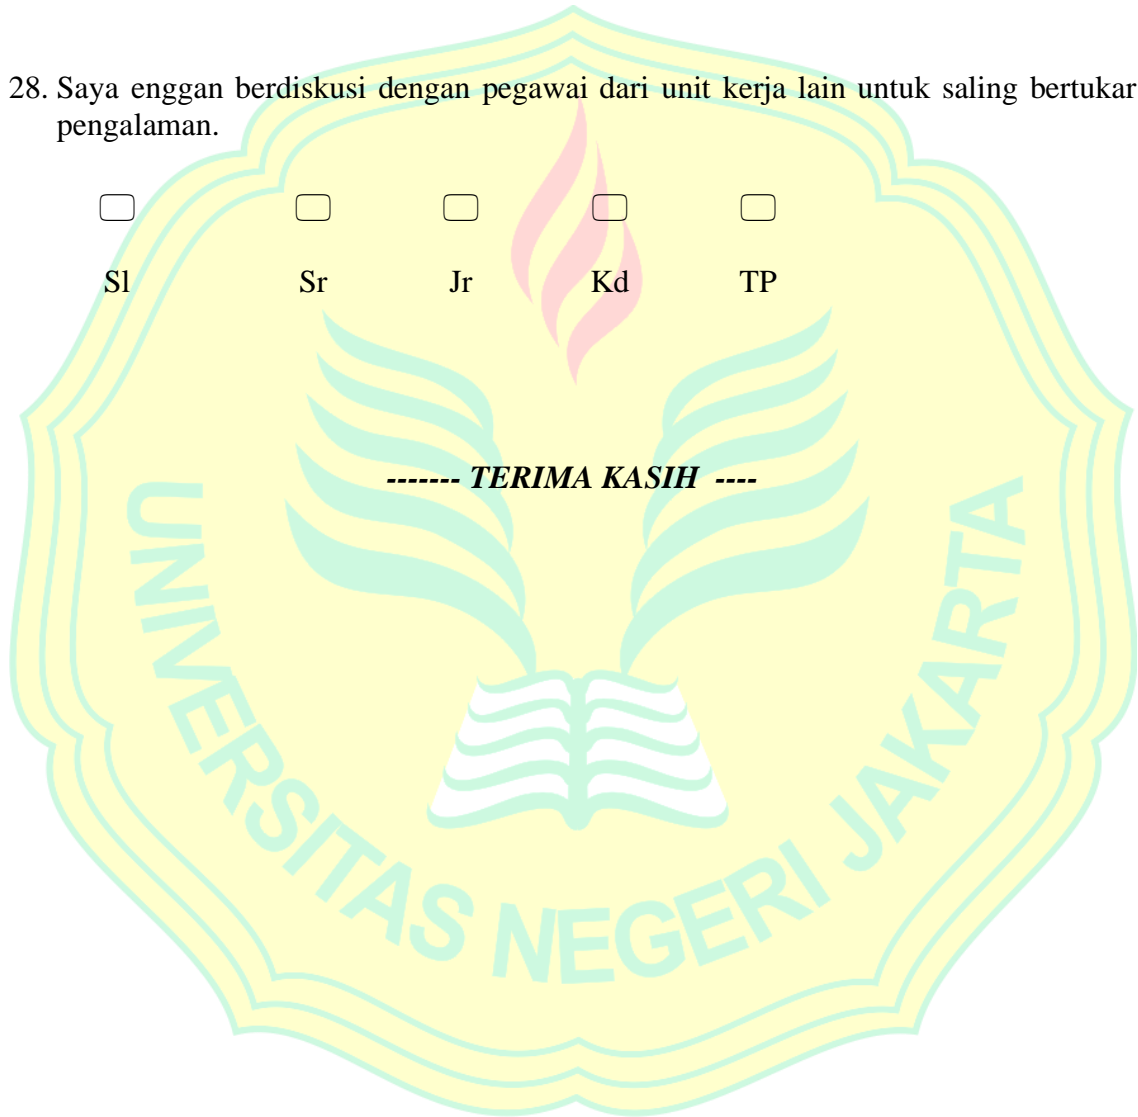 28. Saya enggan berdiskusi dengan pegawai dari unit kerja lain untuk saling bertukar
pengalaman.
Sl Sr Jr Kd TP
------- TERIMA KASIH ----
UNIVERSITAS NEGERI JAKARTA